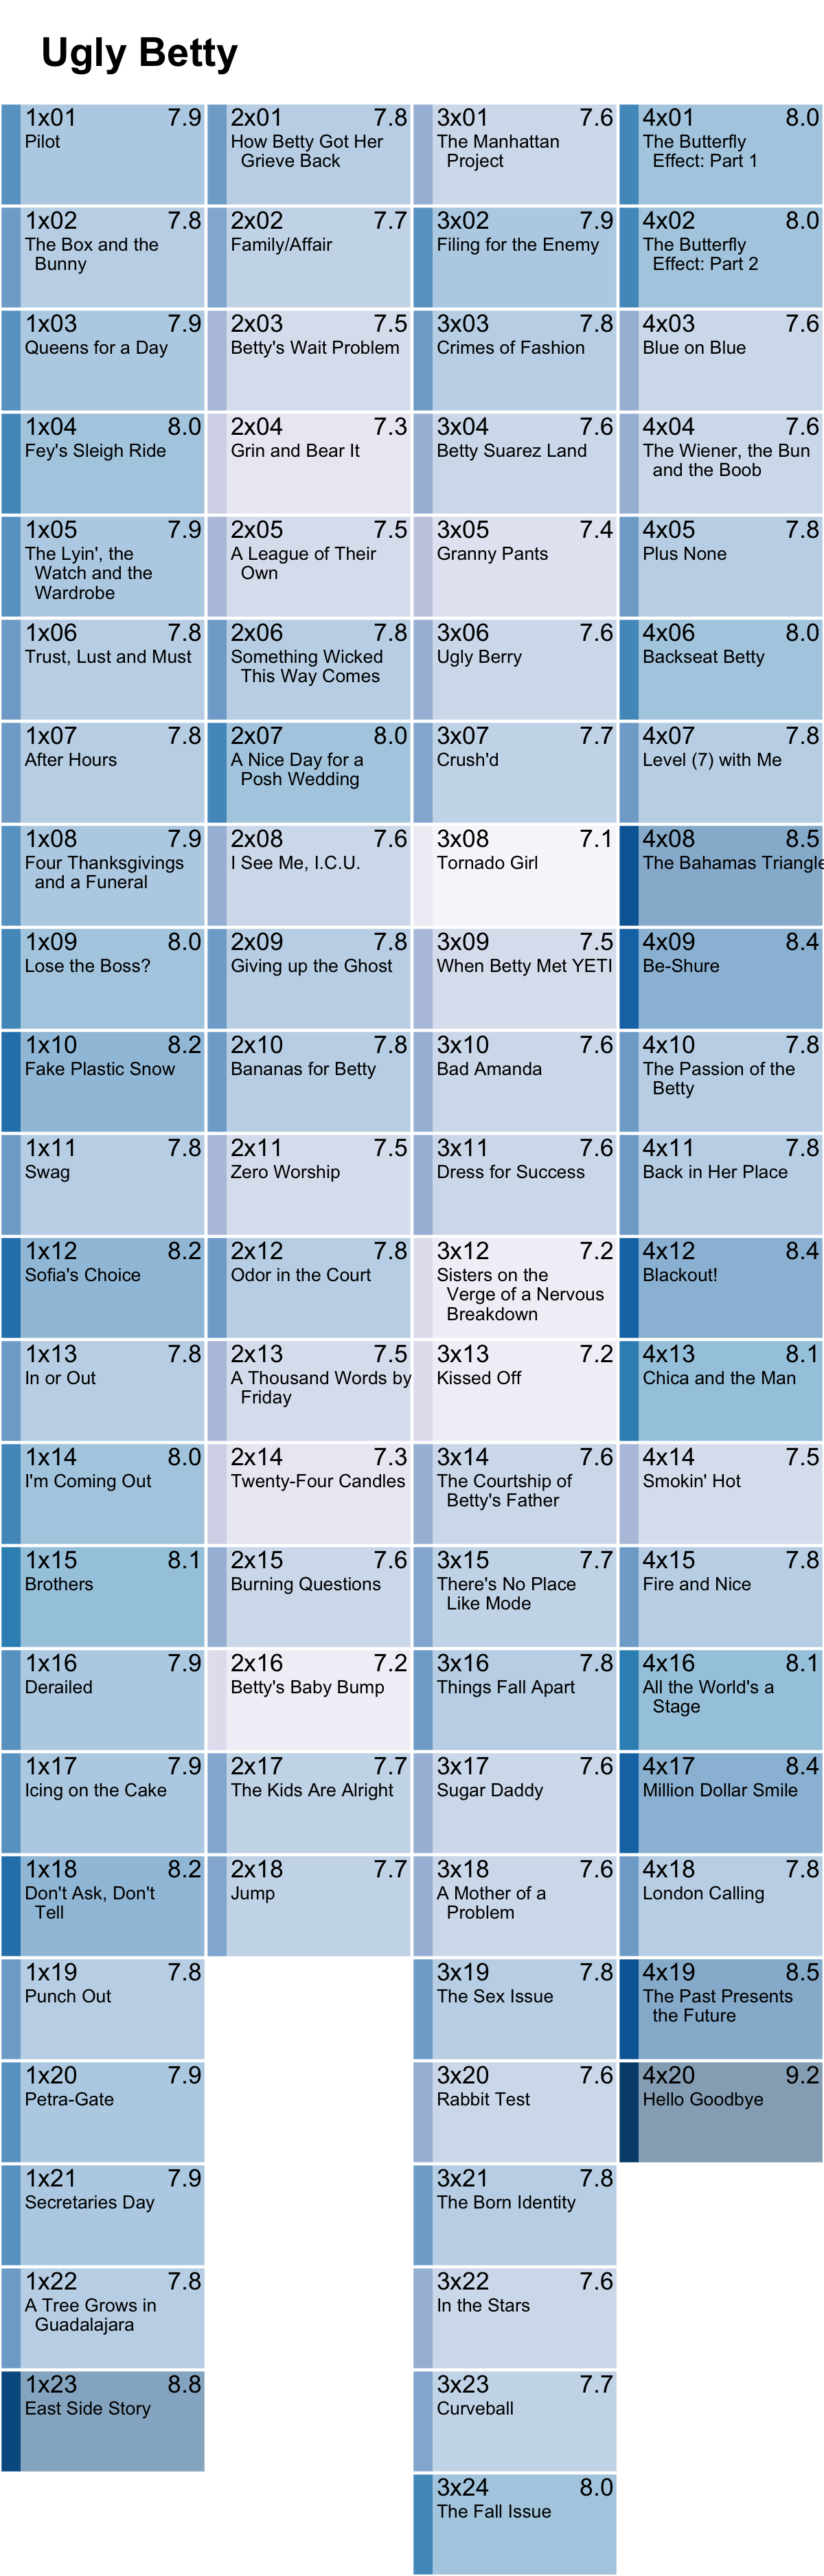 Ugly Betty
1x01 7.9
Pilot
1x02 7.8
The Box and the
Bunny
1x03 7.9
Queens for a Day
1x04 8.0
Fey's Sleigh Ride
1x05 7.9
The Lyin', the
Watch and the
Wardrobe
1x06 7.8
Trust, Lust and Must
1x07 7.8
After Hours
1x08 7.9
Four Thanksgivings
and a Funeral
1x09 8.0
Lose the Boss?
1x10 8.2
Fake Plastic Snow
1x11 7.8
Swag
1x12 8.2
Sofia's Choice
1x13 7.8
In or Out
1x14 8.0
I'm Coming Out
1x15 8.1
Brothers
1x16 7.9
Derailed
1x17 7.9
Icing on the Cake
1x18 8.2
Don't Ask, Don't
Tell
1x19 7.8
Punch Out
1x20 7.9
Petra-Gate
1x21 7.9
Secretaries Day
1x22 7.8
A Tree Grows in
Guadalajara
1x23 8.8
East Side Story
2x01 7.8
How Betty Got Her
Grieve Back
2x02 7.7
Family/Affair
2x03 7.5
Betty's Wait Problem
2x04 7.3
Grin and Bear It
2x05 7.5
A League of Their
Own
2x06 7.8
Something Wicked
This Way Comes
2x07 8.0
A Nice Day for a
Posh Wedding
2x08 7.6
I See Me, I.C.U.
2x09 7.8
Giving up the Ghost
2x10 7.8
Bananas for Betty
2x11 7.5
Zero Worship
2x12 7.8
Odor in the Court
2x13 7.5
A Thousand Words by
Friday
2x14 7.3
Twenty-Four Candles
2x15 7.6
Burning Questions
2x16 7.2
Betty's Baby Bump
2x17 7.7
The Kids Are Alright
2x18 7.7
Jump
3x01 7.6
The Manhattan
Project
3x02 7.9
Filing for the Enemy
3x03 7.8
Crimes of Fashion
3x04 7.6
Betty Suarez Land
3x05 7.4
Granny Pants
3x06 7.6
Ugly Berry
3x07 7.7
Crush'd
3x08 7.1
Tornado Girl
3x09 7.5
When Betty Met YETI
3x10 7.6
Bad Amanda
3x11 7.6
Dress for Success
3x12 7.2
Sisters on the
Verge of a Nervous
Breakdown
3x13 7.2
Kissed Off
3x14 7.6
The Courtship of
Betty's Father
3x15 7.7
There's No Place
Like Mode
3x16 7.8
Things Fall Apart
3x17 7.6
Sugar Daddy
3x18 7.6
A Mother of a
Problem
3x19 7.8
The Sex Issue
3x20 7.6
Rabbit Test
3x21 7.8
The Born Identity
3x22 7.6
In the Stars
3x23 7.7
Curveball
3x24 8.0
The Fall Issue
4x01 8.0
The Butterfly
Effect: Part 1
4x02 8.0
The Butterfly
Effect: Part 2
4x03 7.6
Blue on Blue
4x04 7.6
The Wiener, the Bun
and the Boob
4x05 7.8
Plus None
4x06 8.0
Backseat Betty
4x07 7.8
Level (7) with Me
4x08 8.5
The Bahamas Triangle
4x09 8.4
Be-Shure
4x10 7.8
The Passion of the
Betty
4x11 7.8
Back in Her Place
4x12 8.4
Blackout!
4x13 8.1
Chica and the Man
4x14 7.5
Smokin' Hot
4x15 7.8
Fire and Nice
4x16 8.1
All the World's a
Stage
4x17 8.4
Million Dollar Smile
4x18 7.8
London Calling
4x19 8.5
The Past Presents
the Future
4x20 9.2
Hello Goodbye